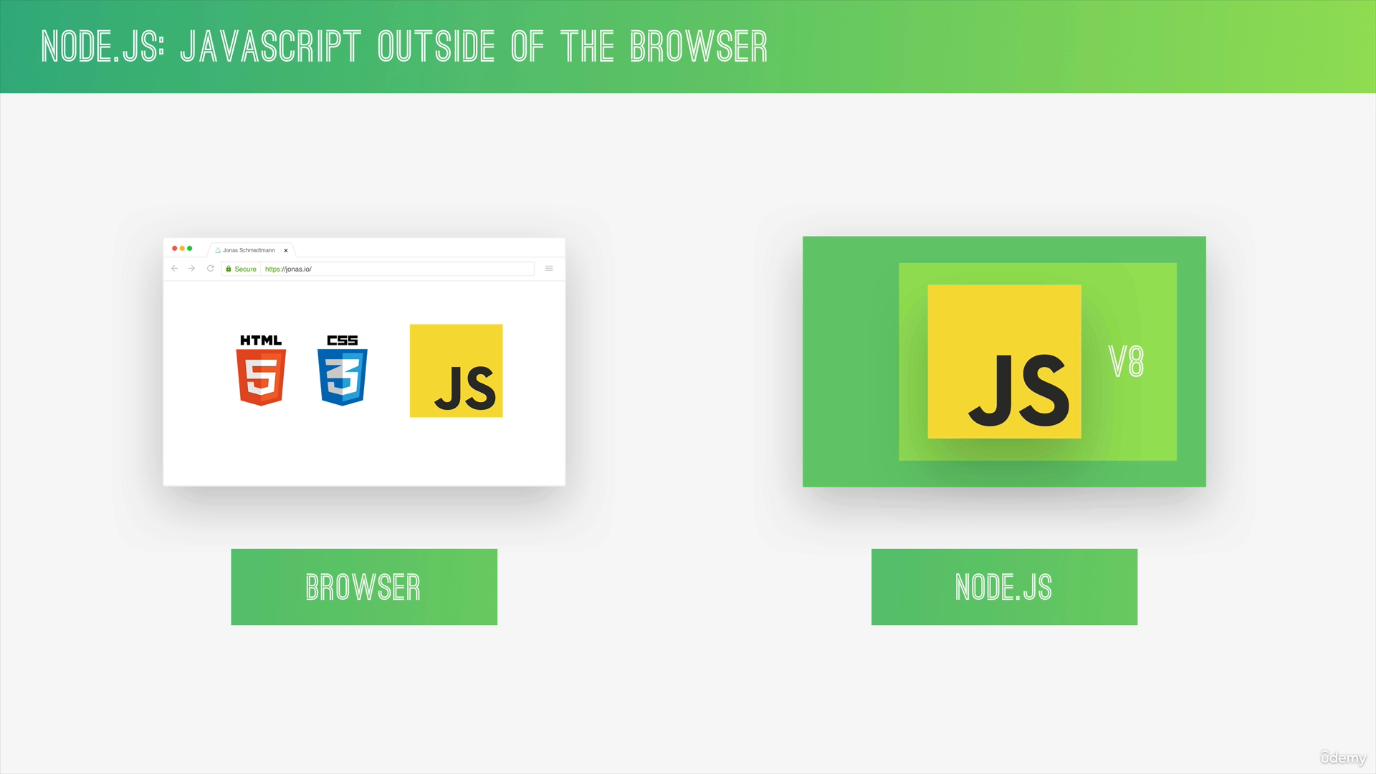 NODE.JS: JAVASCRIPT OUTSIDE OF THE BROWSER
Jonas Schmedtmann
Secure
https://jonas.io/
HTML
5
CSS
3
JS
JS
V8
BROWSER
NODE.JS
ûdemy